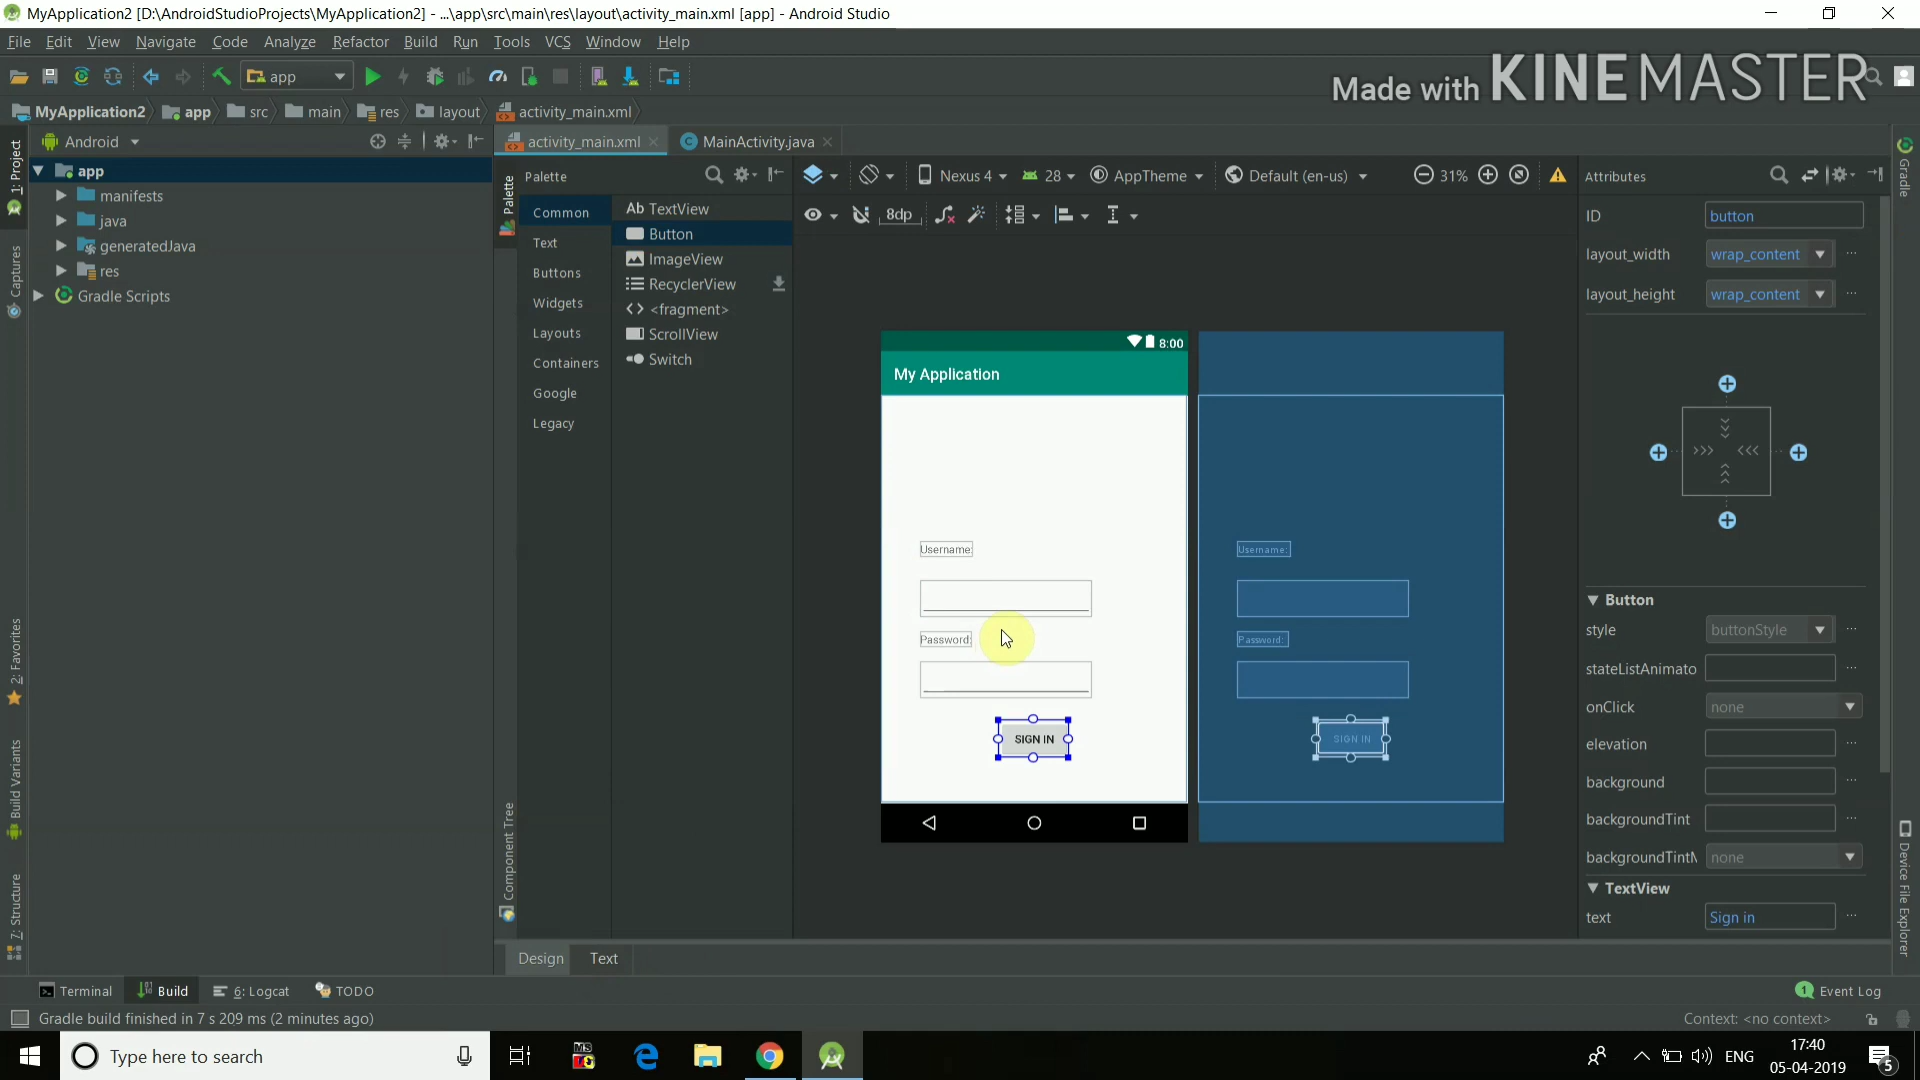 MyApplication2 [D:\AndroidStudioProjects\MyApplication2] - ...\app\src\main\res\layout\activity_main.xml [app] - Android Studio
File Edit View Navigate Code Analyze Refactor Build Run Tools VCS Window Help
app
Made with KINEMASTER
MyApplication2 app src main res layout activity_main.xml
Android
activity_main.xml MainActivity.java
1: Project
Captures
2: Favorites
Build Variants
7: Structure
app
manifests
java
generatedJava
res
Gradle Scripts
Palette
Palette
Component Tree
Common
Text
Buttons
Widgets
Layouts
Containers
Google
Legacy
Ab TextView
Button
ImageView
RecyclerView
<fragment>
ScrollView
Switch
Nexus 4 28 AppTheme Default (en-us) 31%
8dp
8:00
My Application
Username:
Password:
SIGN IN
Username:
Password:
SIGN IN
Attributes
ID button
layout_width wrap_content
layout_height wrap_content
Button
style buttonStyle
stateListAnimato
onClick none
elevation
background
backgroundTint
backgroundTintM none
TextView
text Sign in
Gradle
Device File Explorer
Design Text
Terminal Build 6: Logcat TODO
1 Event Log
Gradle build finished in 7 s 209 ms (2 minutes ago)
Context: <no context>
Type here to search
ENG
17:40
05-04-2019
5